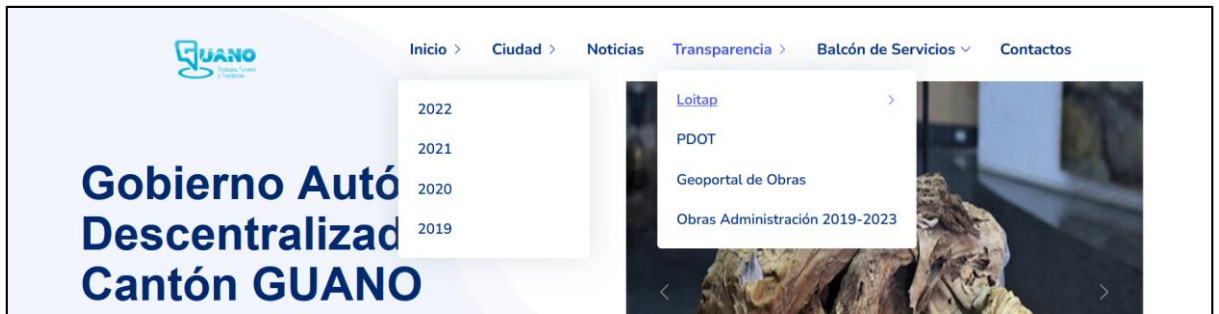 GUANO
Inicio
Ciudad
Noticias
Transparencia
Balcón de Servicios
Contactos
2022
2021
2020
2019
Loitap
PDOT
Geoportal de Obras
Obras Administración 2019-2023
Gobierno Autó
Descentralizad
Cantón GUANO